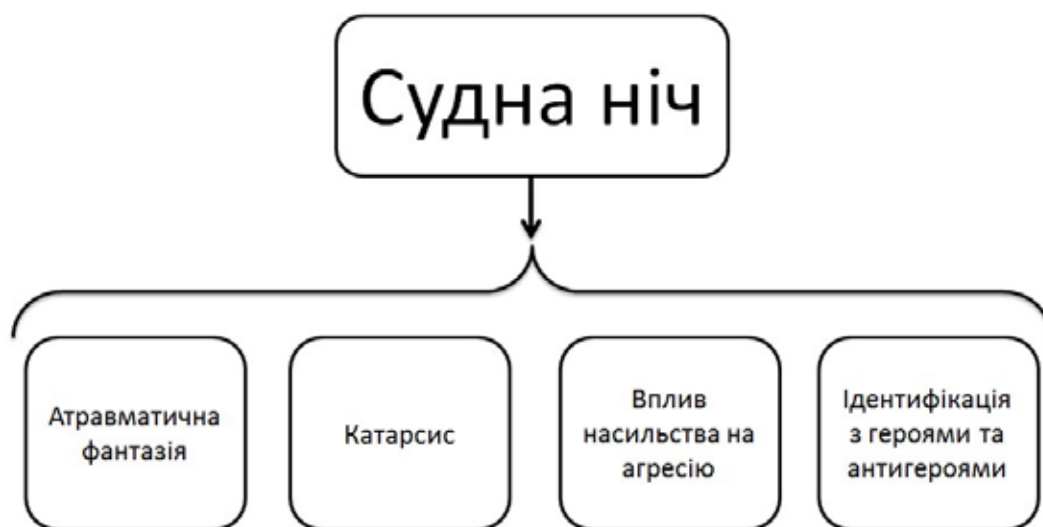 Судна ніч
Атравматична
фантазія
Катарсис
Вплив
насильства на
агресію
Ідентифікація
з героями та
антигероями